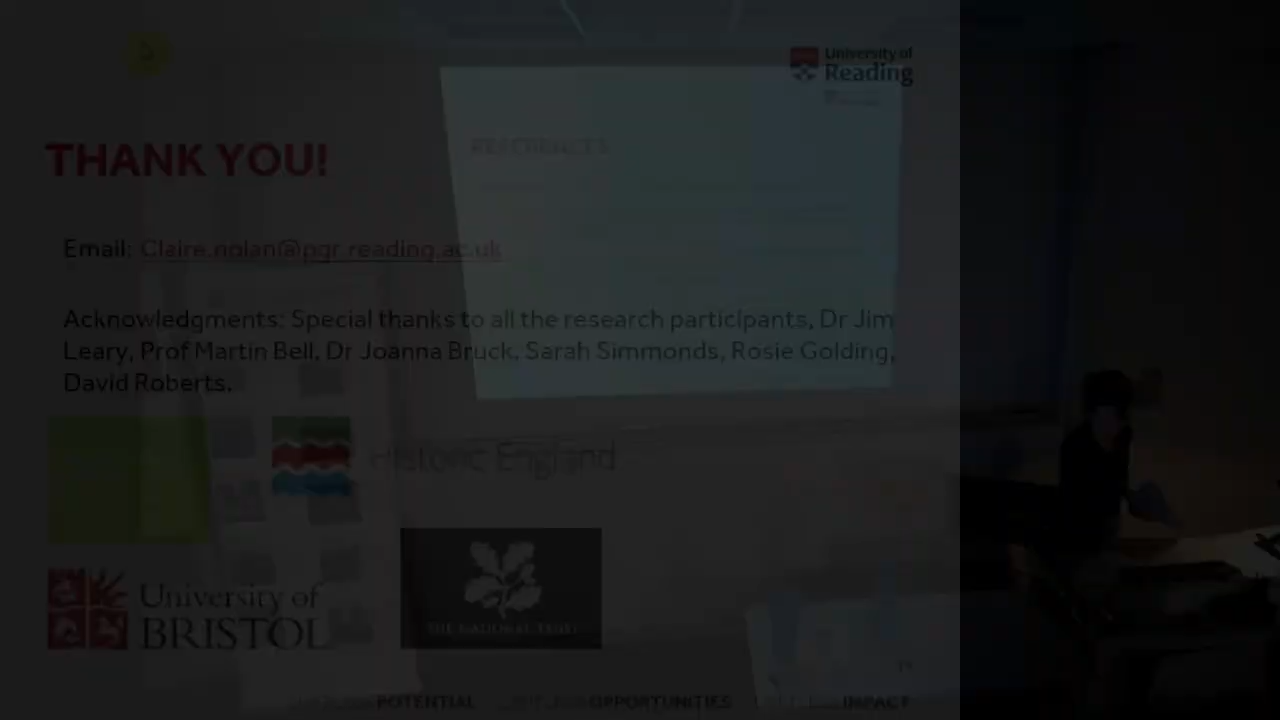 University of
Reading
THANK YOU!
Email: Claire.nolan@pgr.reading.ac.uk
Acknowledgments: Special thanks to all the research participants, Dr Jim
Leary, Prof Martin Bell, Dr Joanna Bruck, Sarah Simmonds, Rosie Golding,
David Roberts.
Historic England
University of
BRISTOL
THE NATIONAL TRUST
POTENTIAL OPPORTUNITIES IMPACT